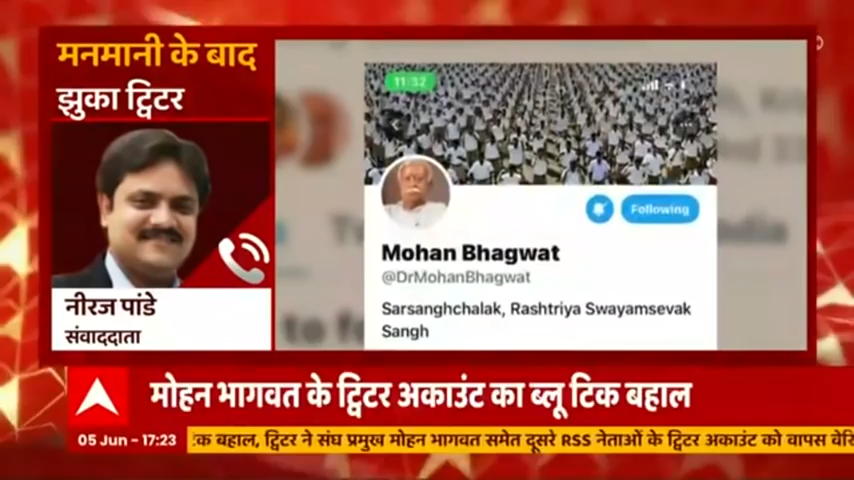 मनमानी के बाद
झुका ट्विटर
नीरज पांडे
संवाददाता
11:32
Following
Mohan Bhagwat
@DrMohanBhagwat
Sarsanghchalak, Rashtriya Swayamsevak
Sangh
मोहन भागवत के ट्विटर अकाउंट का ब्लू टिक बहाल
05 Jun - 17:23
बहाल, ट्विटर ने संघ प्रमुख मोहन भागवत समेत दूसरे RSS नेताओं के ट्विटर अकाउंट को वापस